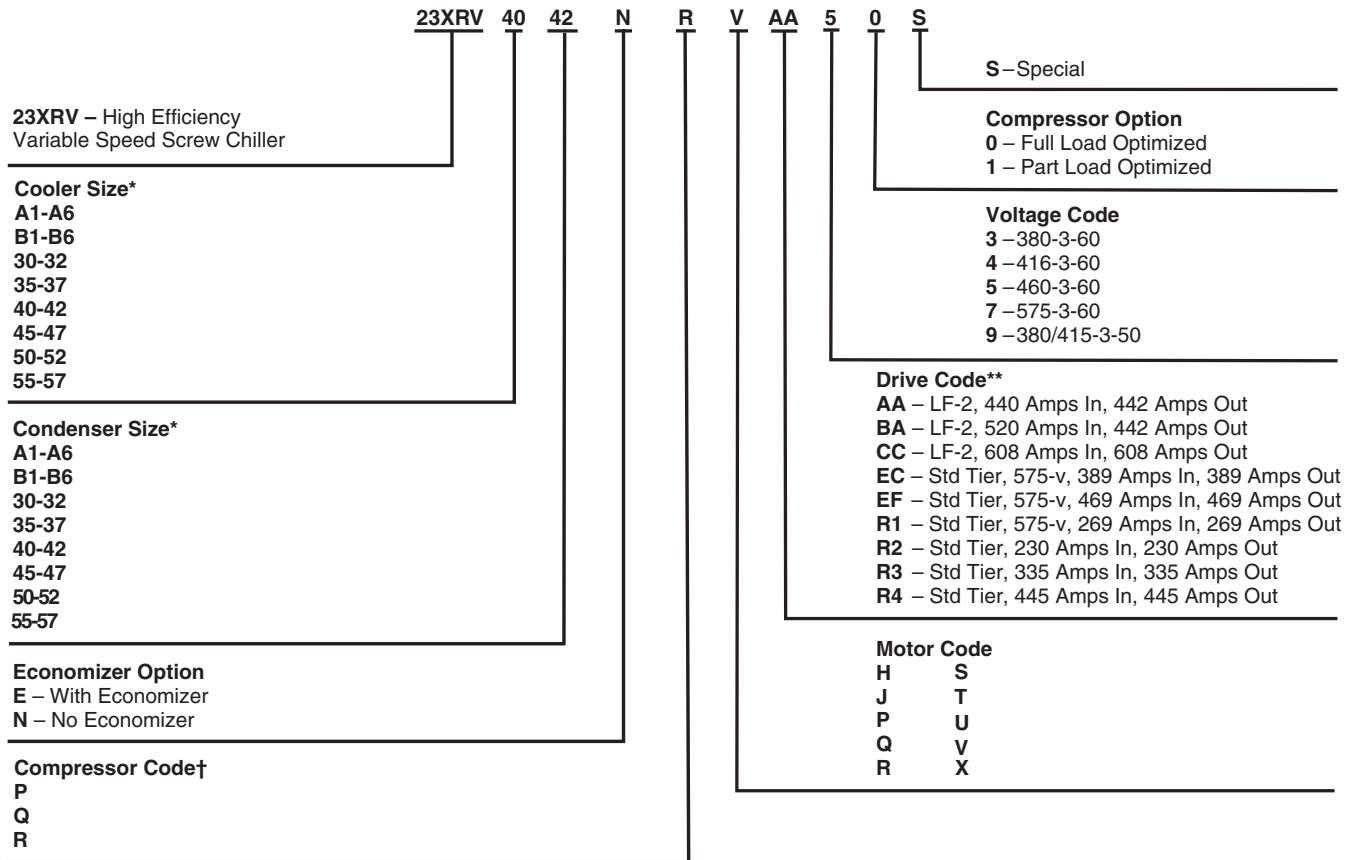 23XRV 40 42 N R V AA 5 0 S
23XRV – High Efficiency
Variable Speed Screw Chiller
Cooler Size*
A1-A6
B1-B6
30-32
35-37
40-42
45-47
50-52
55-57
Condenser Size*
A1-A6
B1-B6
30-32
35-37
40-42
45-47
50-52
55-57
Economizer Option
E – With Economizer
N – No Economizer
Compressor Code†
P
Q
R
S – Special
Compressor Option
0 – Full Load Optimized
1 – Part Load Optimized
Voltage Code
3 – 380-3-60
4 – 416-3-60
5 – 460-3-60
7 – 575-3-60
9 – 380/415-3-50
Drive Code**
AA – LF-2, 440 Amps In, 442 Amps Out
BA – LF-2, 520 Amps In, 442 Amps Out
CC – LF-2, 608 Amps In, 608 Amps Out
EC – Std Tier, 575-v, 389 Amps In, 389 Amps Out
EF – Std Tier, 575-v, 469 Amps In, 469 Amps Out
R1 – Std Tier, 575-v, 269 Amps In, 269 Amps Out
R2 – Std Tier, 230 Amps In, 230 Amps Out
R3 – Std Tier, 335 Amps In, 335 Amps Out
R4 – Std Tier, 445 Amps In, 445 Amps Out
Motor Code
H S
J T
P U
Q V
R X